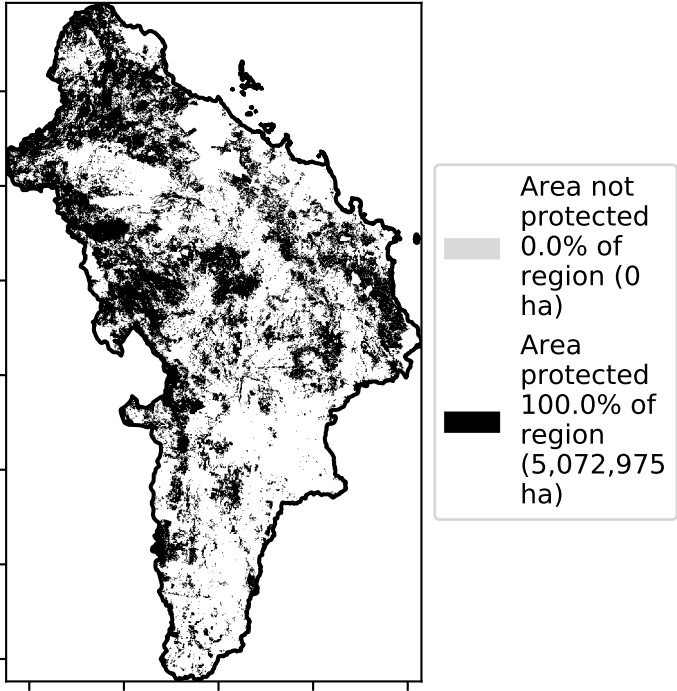 Area not
protected
0.0% of
region (0
ha)
Area
protected
100.0% of
region
(5,072,975
ha)